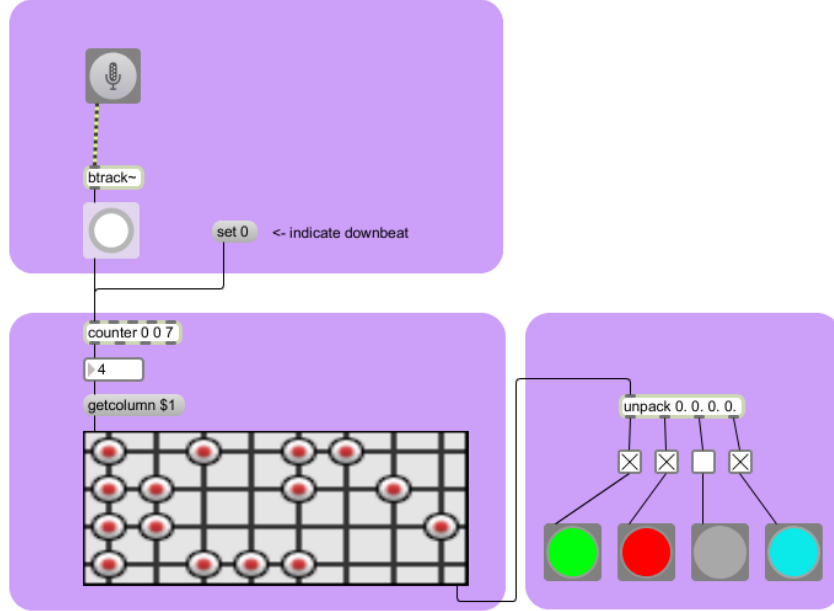 btrack~
set 0
<- indicate downbeat
counter 0 0 7
4
getcolumn $1
unpack 0. 0. 0. 0.